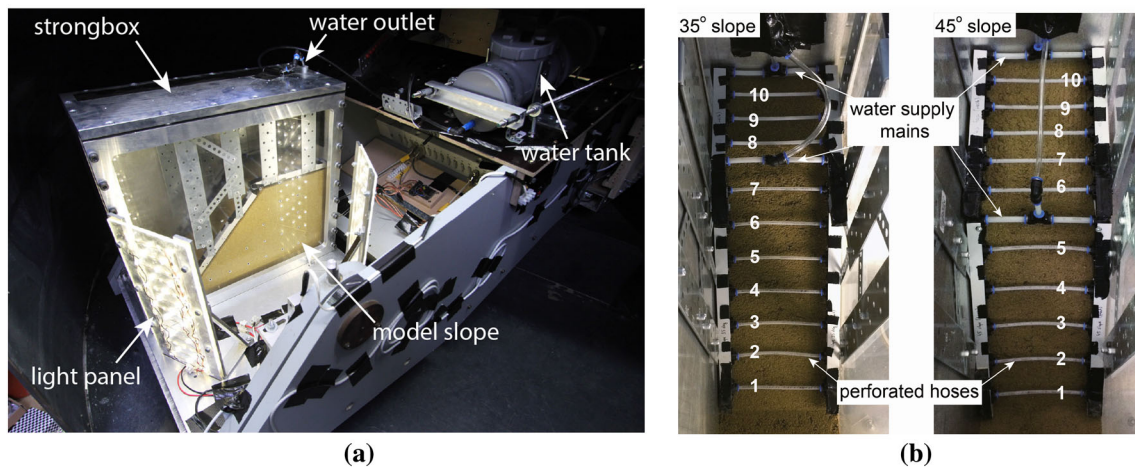 strongbox
water outlet
water tank
model slope
light panel
(a)
35° slope
45° slope
water supply
mains
perforated hoses
10
9
8
7
6
5
4
3
2
1
10
9
8
7
6
5
4
3
2
1
(b)